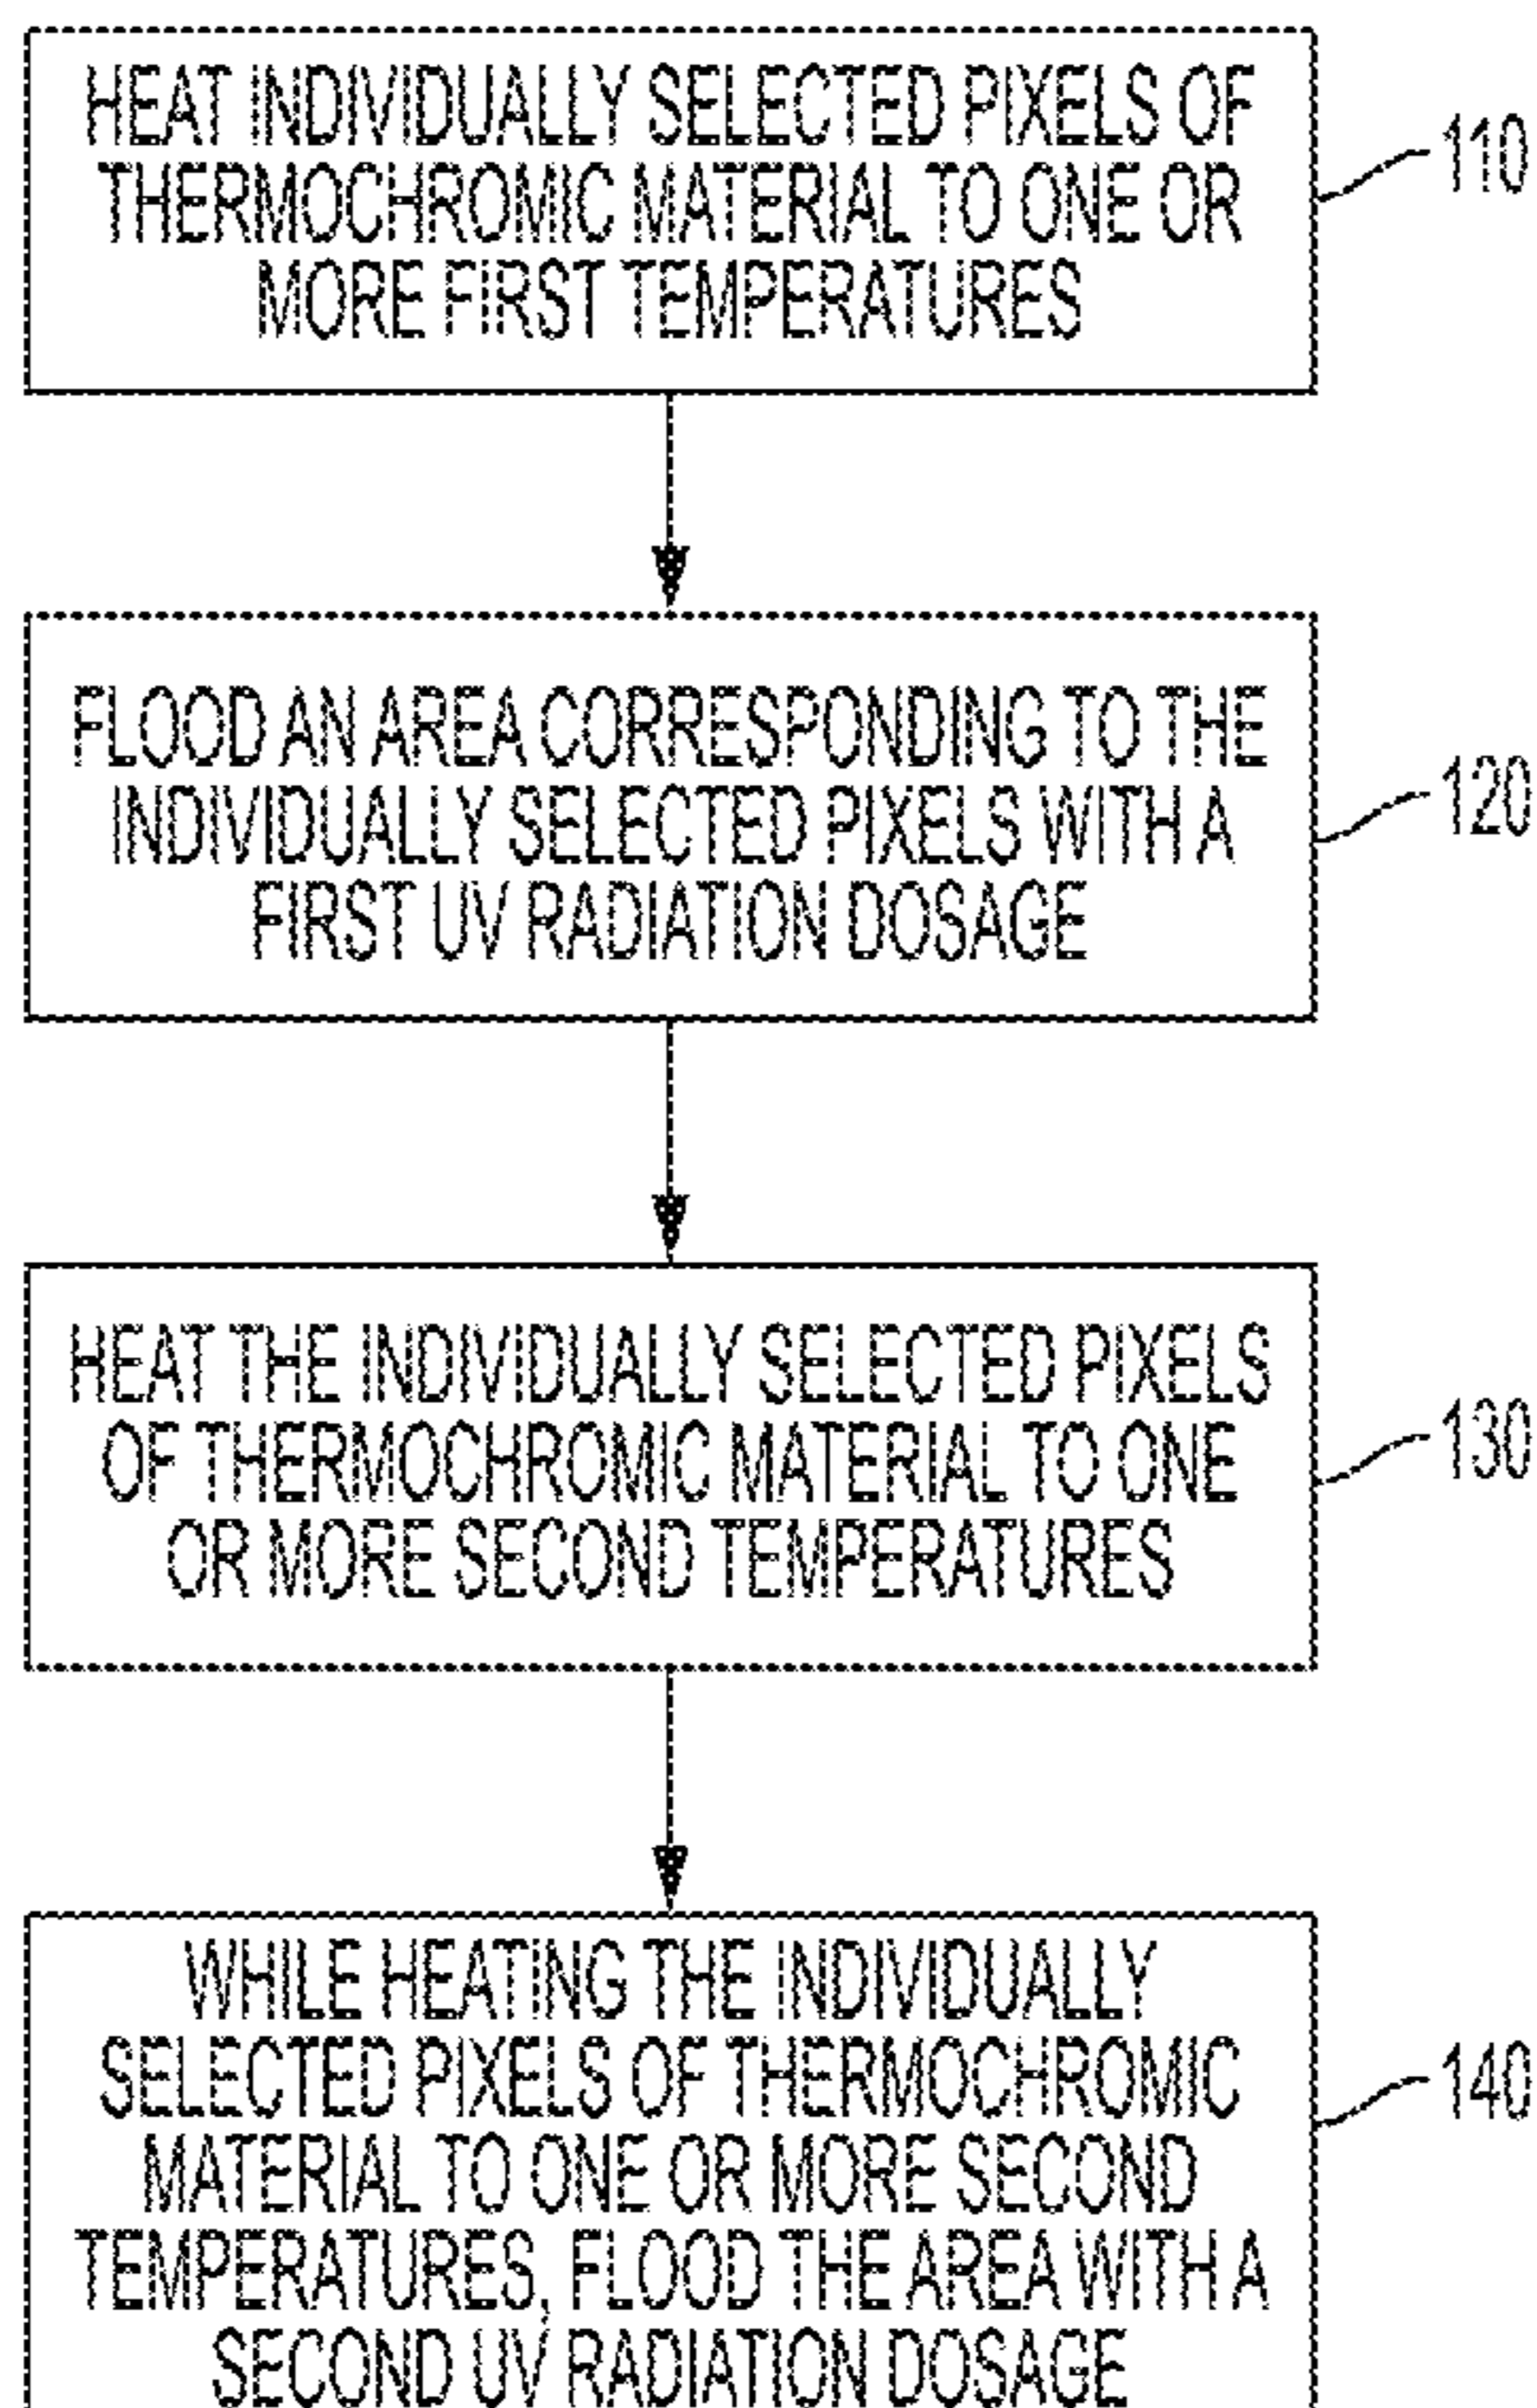 HEAT INDIVIDUALLY SELECTED PIXELS OF
THERMOCHROMIC MATERIAL TO ONE OR
MORE FIRST TEMPERATURES
110
FLOOD AN AREA CORRESPONDING TO THE
INDIVIDUALLY SELECTED PIXELS WITH A
FIRST UV RADIATION DOSAGE
120
HEAT THE INDIVIDUALLY SELECTED PIXELS
OF THERMOCHROMIC MATERIAL TO ONE
OR MORE SECOND TEMPERATURES
130
WHILE HEATING THE INDIVIDUALLY
SELECTED PIXELS OF THERMOCHROMIC
MATERIAL TO ONE OR MORE SECOND
TEMPERATURES, FLOOD THE AREA WITH A
SECOND UV RADIATION DOSAGE
140